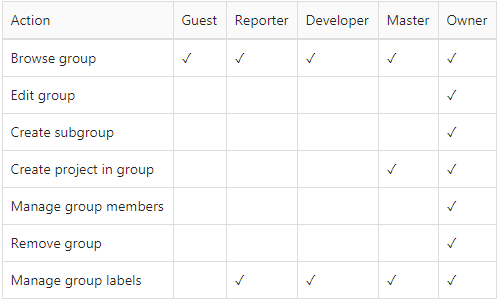 Action Guest Reporter Developer Master Owner
Browse group ✓ ✓ ✓ ✓ ✓
Edit group ✓
Create subgroup ✓
Create project in group ✓ ✓
Manage group members ✓
Remove group ✓
Manage group labels ✓ ✓ ✓ ✓